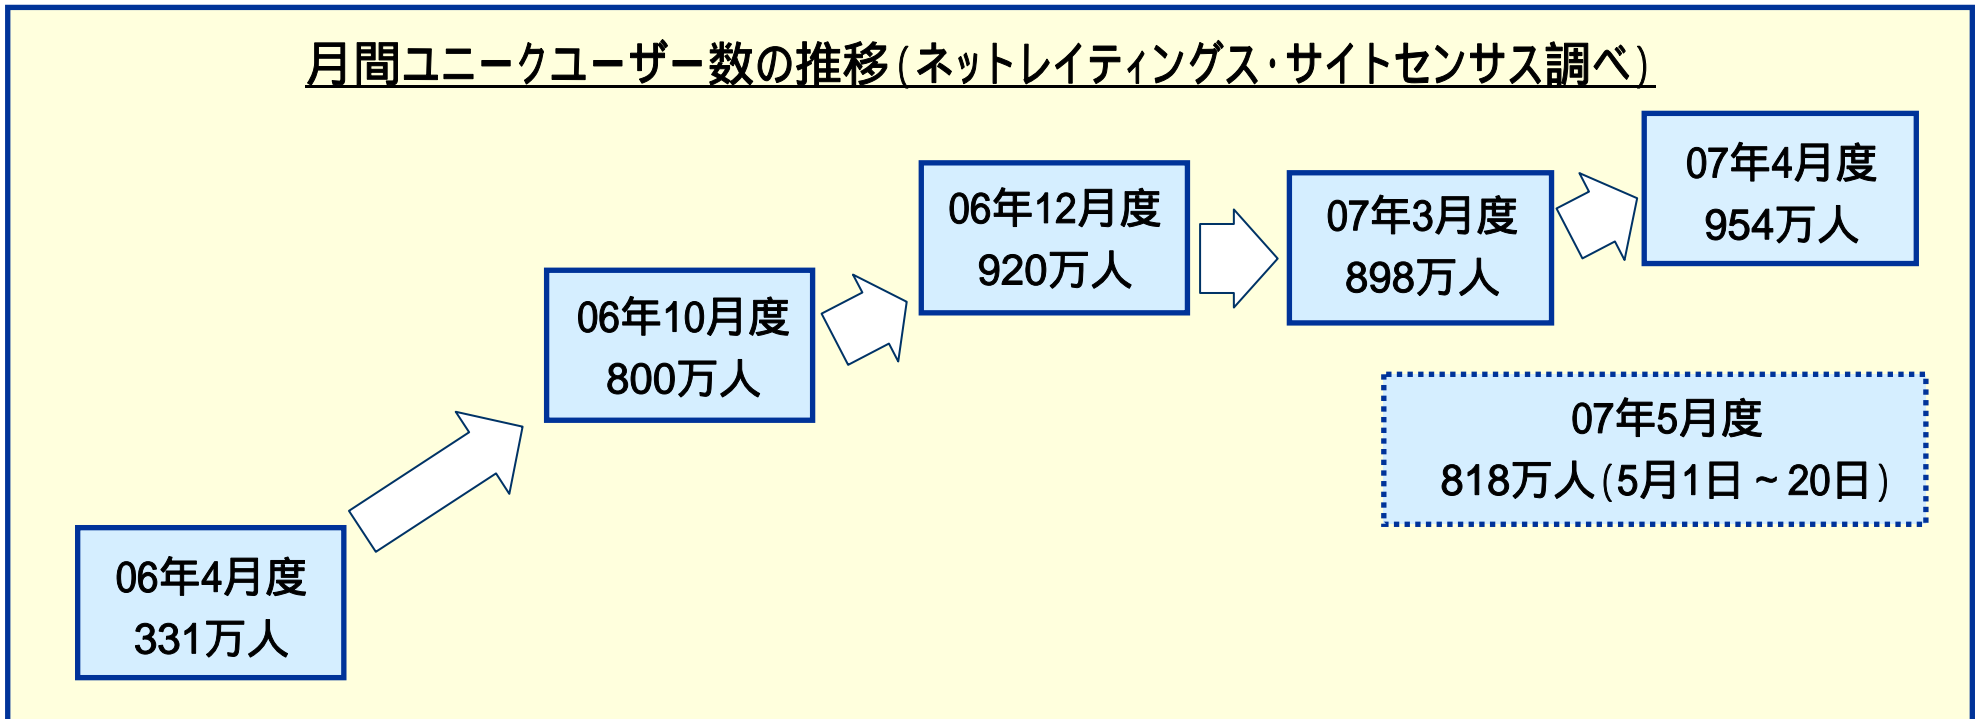 月間ユニークユーザー数の推移(ネットレイティングス・サイトセンサス調べ)
06年4月度
331万人
06年10月度
800万人
06年12月度
920万人
07年3月度
898万人
07年4月度
954万人
07年5月度
818万人(5月1日~20日)